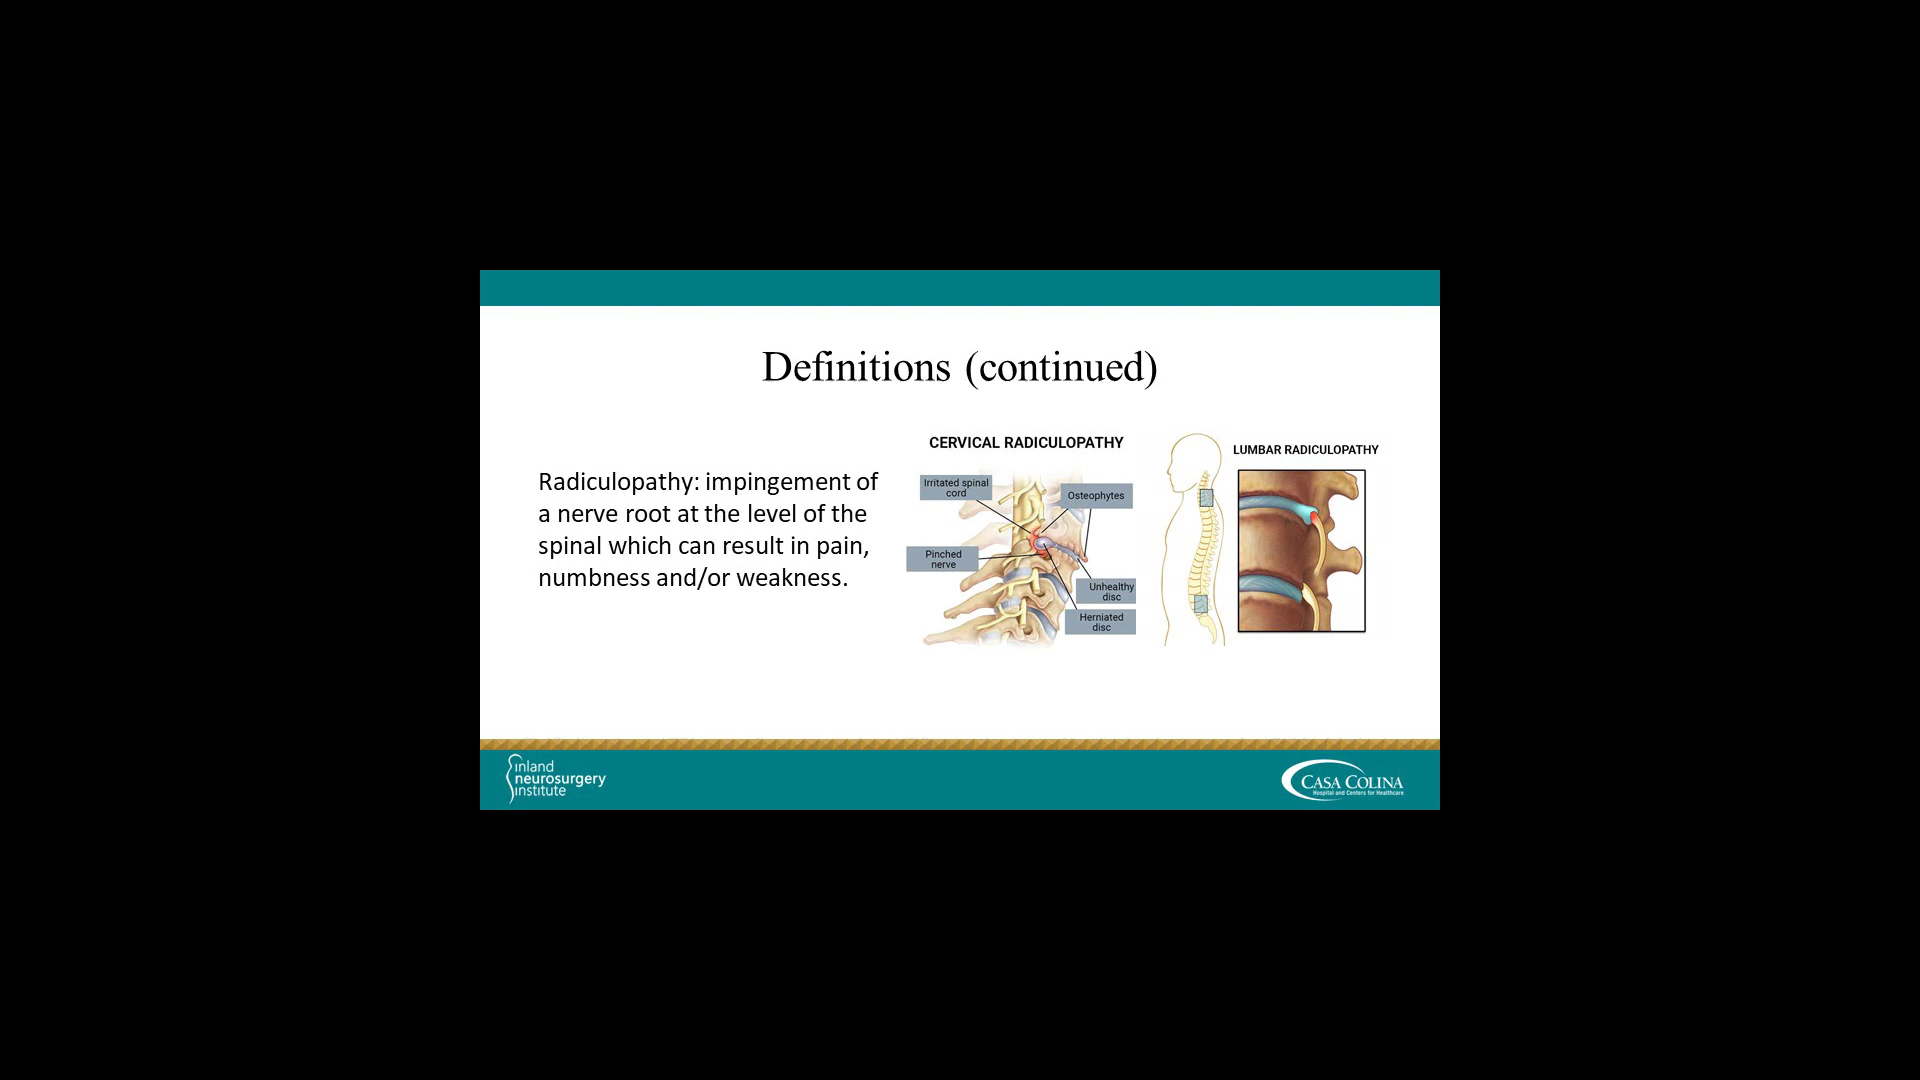 Definitions (continued)
Radiculopathy: impingement of
a nerve root at the level of the
spinal which can result in pain,
numbness and/or weakness.
CERVICAL RADICULOPATHY
Irritated spinal
cord
Osteophytes
Pinched
nerve
Unhealthy
disc
Herniated
disc
LUMBAR RADICULOPATHY
inland
neurosurgery
institute
CASA COLINA
Hospital and Centers for Healthcare